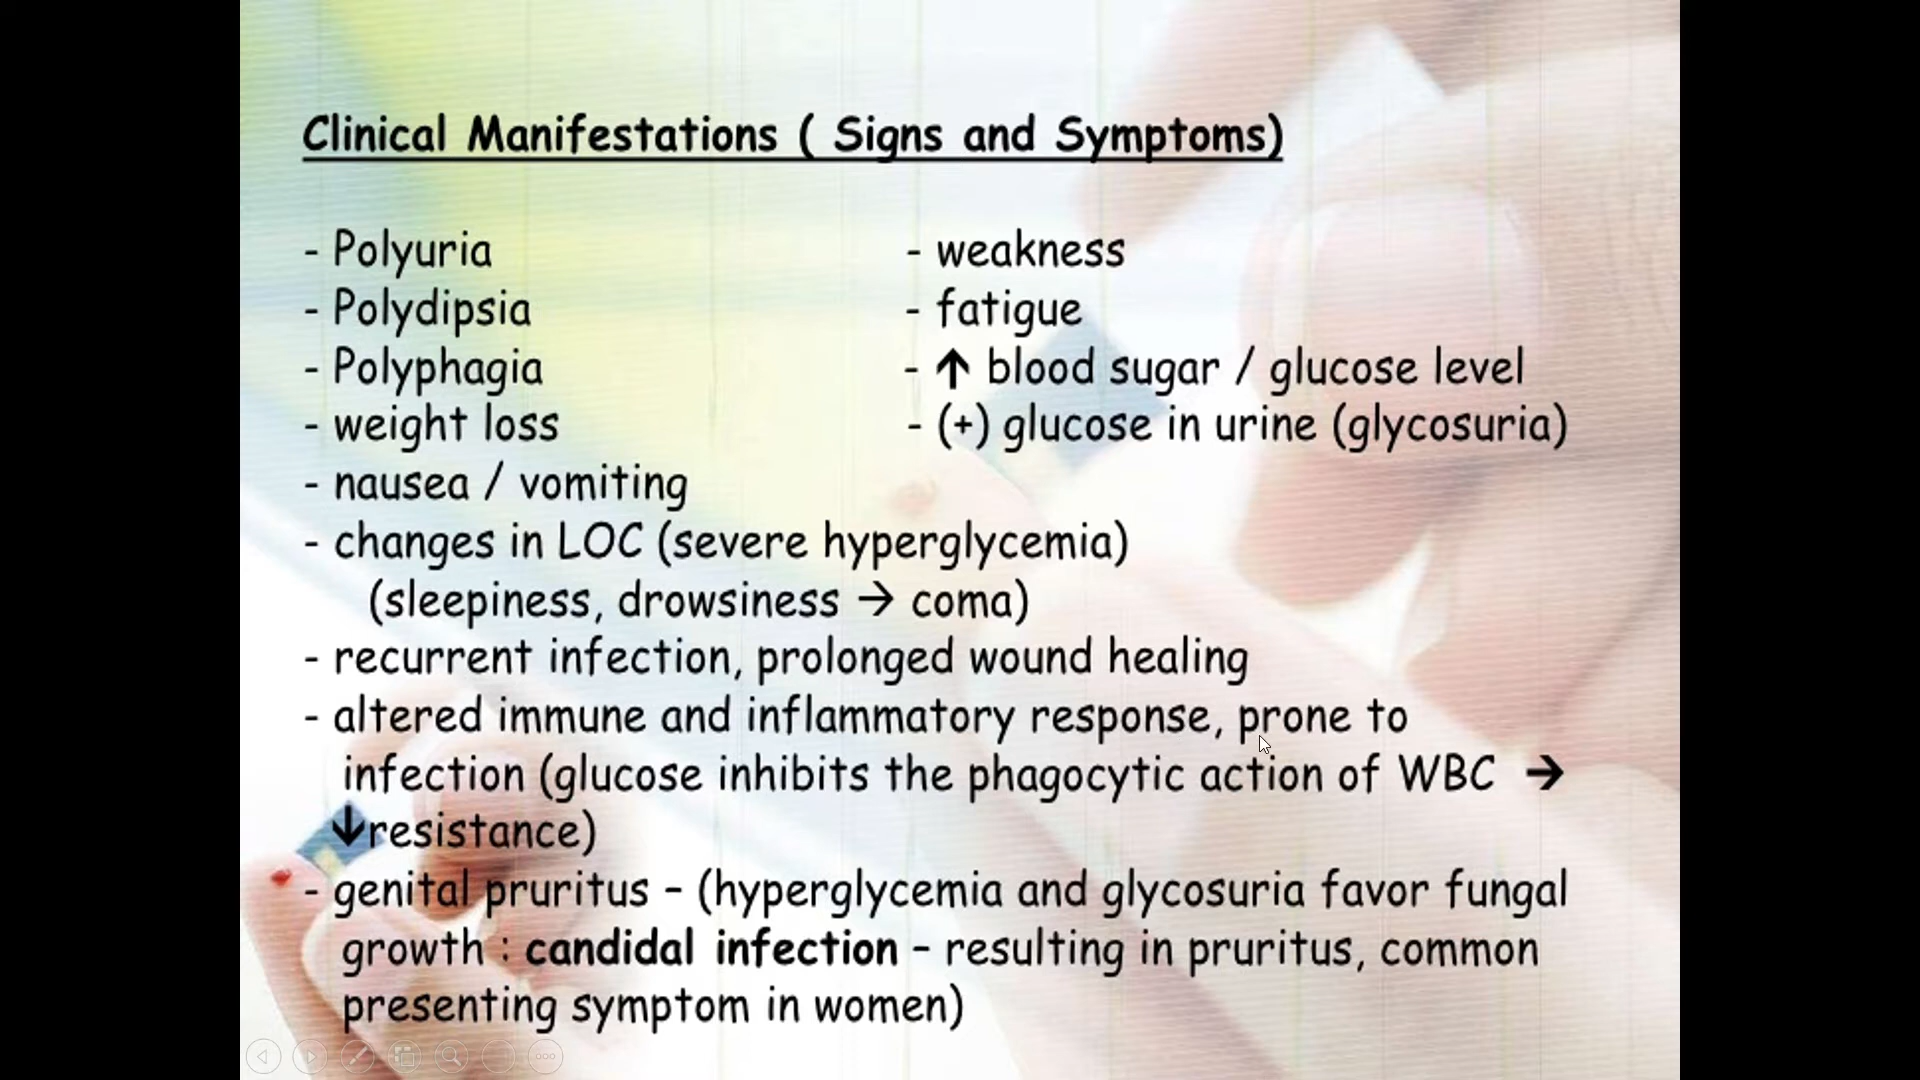 Clinical Manifestations ( Signs and Symptoms)
- Polyuria
- Polydipsia
- Polyphagia
- weight loss
- weakness
- fatigue
- ↑ blood sugar / glucose level
- (+) glucose in urine (glycosuria)
- nausea / vomiting
- changes in LOC (severe hyperglycemia)
(sleepiness, drowsiness → coma)
- recurrent infection, prolonged wound healing
- altered immune and inflammatory response, prone to
infection (glucose inhibits the phagocytic action of WBC →
↓resistance)
- genital pruritus – (hyperglycemia and glycosuria favor fungal
growth : candidal infection – resulting in pruritus, common
presenting symptom in women)